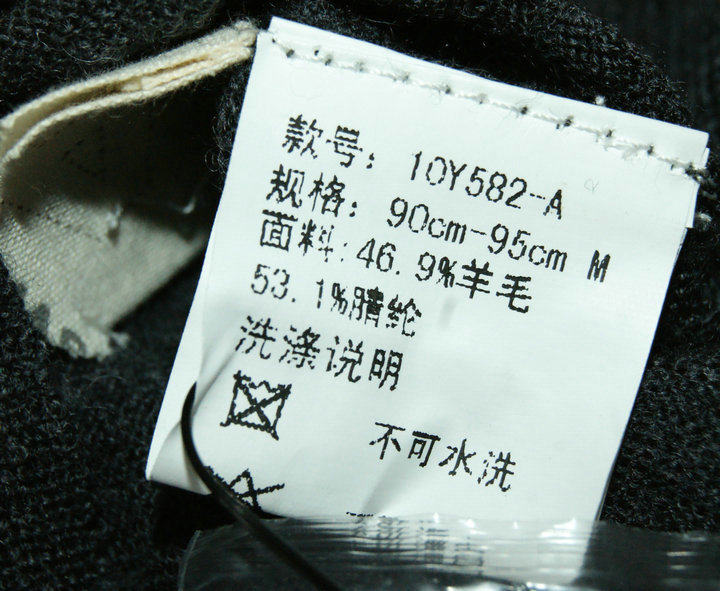 款号: 10Y582-A
规格: 90cm-95cm M
面料:46.9%羊毛
53.1%腈纶
洗涤说明
不可水洗